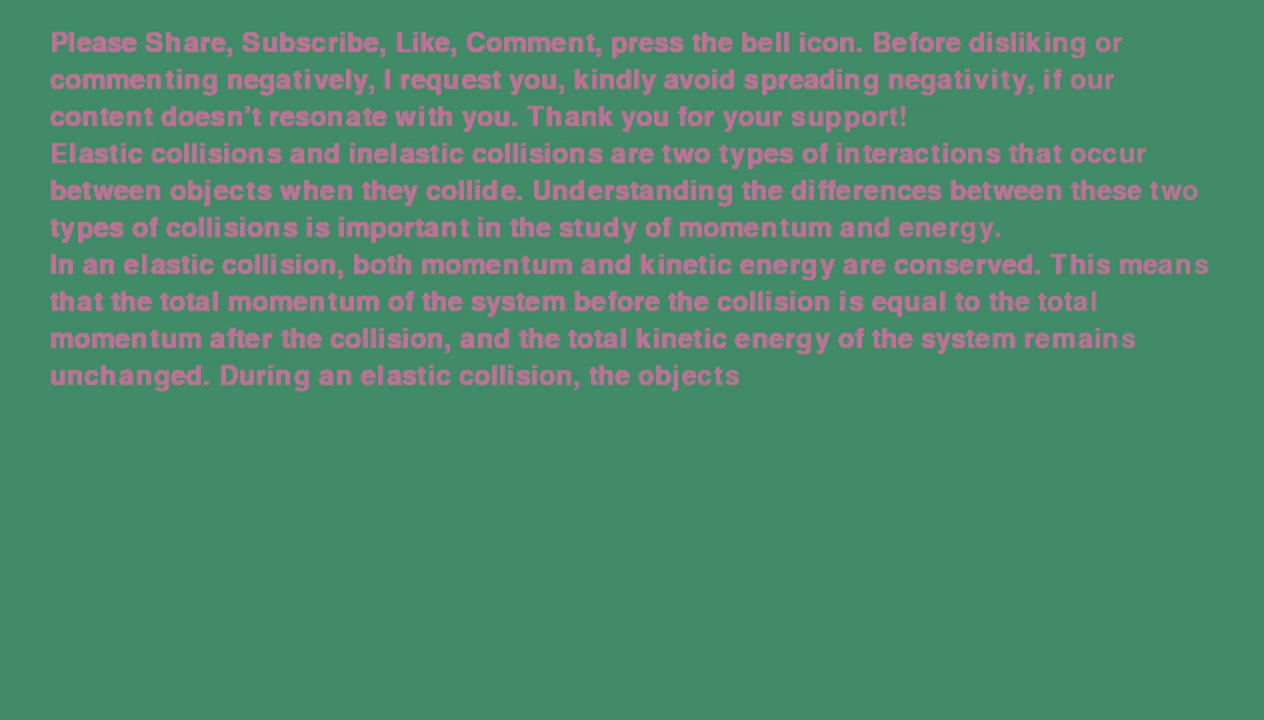 Please Share, Subscribe, Like, Comment, press the bell icon. Before disliking or
commenting negatively, I request you, kindly avoid spreading negativity, if our
content doesn’t resonate with you. Thank you for your support!
Elastic collisions and inelastic collisions are two types of interactions that occur
between objects when they collide. Understanding the differences between these two
types of collisions is important in the study of momentum and energy.
In an elastic collision, both momentum and kinetic energy are conserved. This means
that the total momentum of the system before the collision is equal to the total
momentum after the collision, and the total kinetic energy of the system remains
unchanged. During an elastic collision, the objects